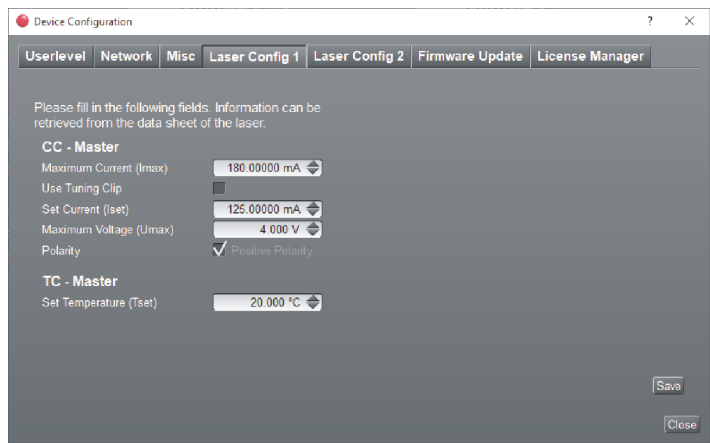 Device Configuration ?
Userlevel Network Misc Laser Config 1 Laser Config 2 Firmware Update License Manager
Please fill in the following fields. Information can be
retrieved from the data sheet of the laser.
CC - Master
Maximum Current (Imax) 180.00000 mA
Use Tuning Clip
Set Current (Iset) 125.00000 mA
Maximum Voltage (Umax) 4.000 V
Polarity Positive Polarity
TC - Master
Set Temperature (Tset) 20.000 °C
Save
Close